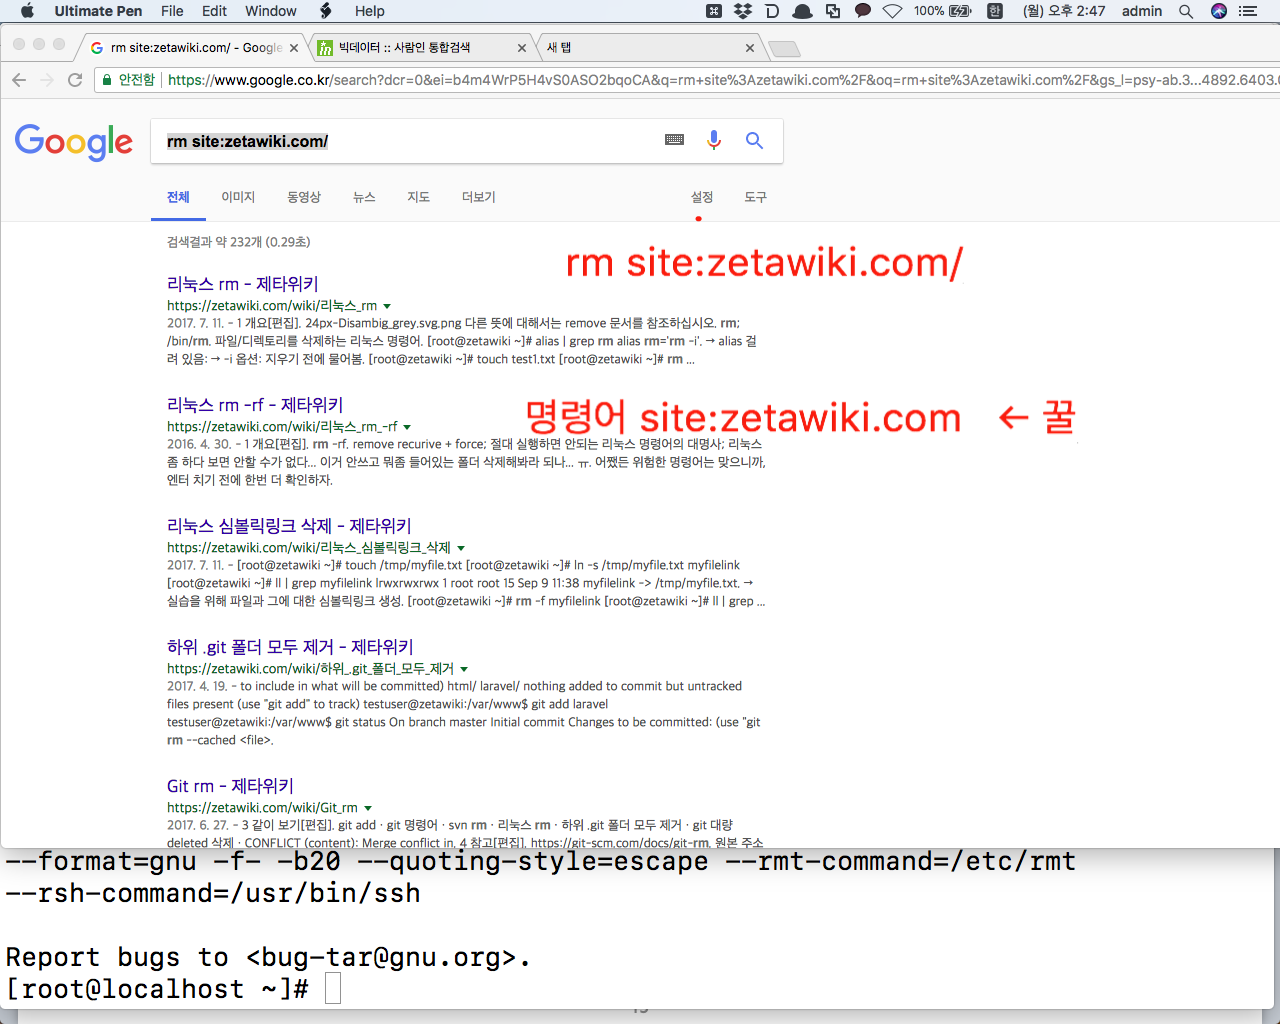 Ultimate Pen File Edit Window Help 100% 한 (월) 오후 2:47 admin
rm site:zetawiki.com/ - Google
빅데이터 :: 사람인 통합검색
새 탭
안전함 https://www.google.co.kr/search?dcr=0&ei=b4m4WrP5H4vS0ASO2bqoCA&q=rm+site%3Azetawiki.com%2F&oq=rm+site%3Azetawiki.com%2F&gs_l=psy-ab.3...4892.6403.0
Google
rm site:zetawiki.com/
전체 이미지 동영상 뉴스 지도 더보기 설정 도구
검색결과 약 232개 (0.29초)
rm site:zetawiki.com/
리눅스 rm - 제타위키
https://zetawiki.com/wiki/리눅스_rm
2017. 7. 11. - 1 개요[편집]. 24px-Disambig_grey.svg.png 다른 뜻에 대해서는 remove 문서를 참조하십시오. rm;
/bin/rm. 파일/디렉토리를 삭제하는 리눅스 명령어. [root@zetawiki ~]# alias | grep rm alias rm='rm -i'. → alias 걸
려 있음: → -i 옵션: 지우기 전에 물어봄. [root@zetawiki ~]# touch test1.txt [root@zetawiki ~]# rm ...
리눅스 rm -rf - 제타위키
명령어 site:zetawiki.com ← 꿀
https://zetawiki.com/wiki/리눅스_rm_-rf
2016. 4. 30. - 1 개요[편집]. rm -rf. remove recurive + force; 절대 실행하면 안되는 리눅스 명령어의 대명사; 리눅스
좀 하다 보면 안할 수가 없다... 이거 안쓰고 뭐좀 들어있는 폴더 삭제해봐라 되나... ㅠ. 어쨌든 위험한 명령어는 맞으니까,
엔터 치기 전에 한번 더 확인하자.
리눅스 심볼릭링크 삭제 - 제타위키
https://zetawiki.com/wiki/리눅스_심볼릭링크_삭제
2017. 7. 11. - [root@zetawiki ~]# touch /tmp/myfile.txt [root@zetawiki ~]# ln -s /tmp/myfile.txt myfilelink
[root@zetawiki ~]# ll | grep myfilelink lrwxrwxrwx 1 root root 15 Sep 9 11:38 myfilelink -> /tmp/myfile.txt. →
실습을 위해 파일과 그에 대한 심볼릭링크 생성. [root@zetawiki ~]# rm -f myfilelink [root@zetawiki ~]# ll | grep ...
하위 .git 폴더 모두 제거 - 제타위키
https://zetawiki.com/wiki/하위_.git_폴더_모두_제거
2017. 4. 19. - to include in what will be committed) html/ laravel/ nothing added to commit but untracked
files present (use "git add" to track) testuser@zetawiki:/var/www$ git add laravel
testuser@zetawiki:/var/www$ git status On branch master Initial commit Changes to be committed: (use "git
rm --cached <file>.
Git rm - 제타위키
https://zetawiki.com/wiki/Git_rm
2017. 6. 27. - 3 같이 보기[편집]. git add · git 명령어 · svn rm · 리눅스 rm · 하위 .git 폴더 모두 제거 · git 대량
deleted 삭제 · CONFLICT (content): Merge conflict in. 4 참고[편집]. https://git-scm.com/docs/git-rm. 원본 주소
--format=gnu -f- -b20 --quoting-style=escape --rmt-command=/etc/rmt
--rsh-command=/usr/bin/ssh
Report bugs to <bug-tar@gnu.org>.
[root@localhost ~]#